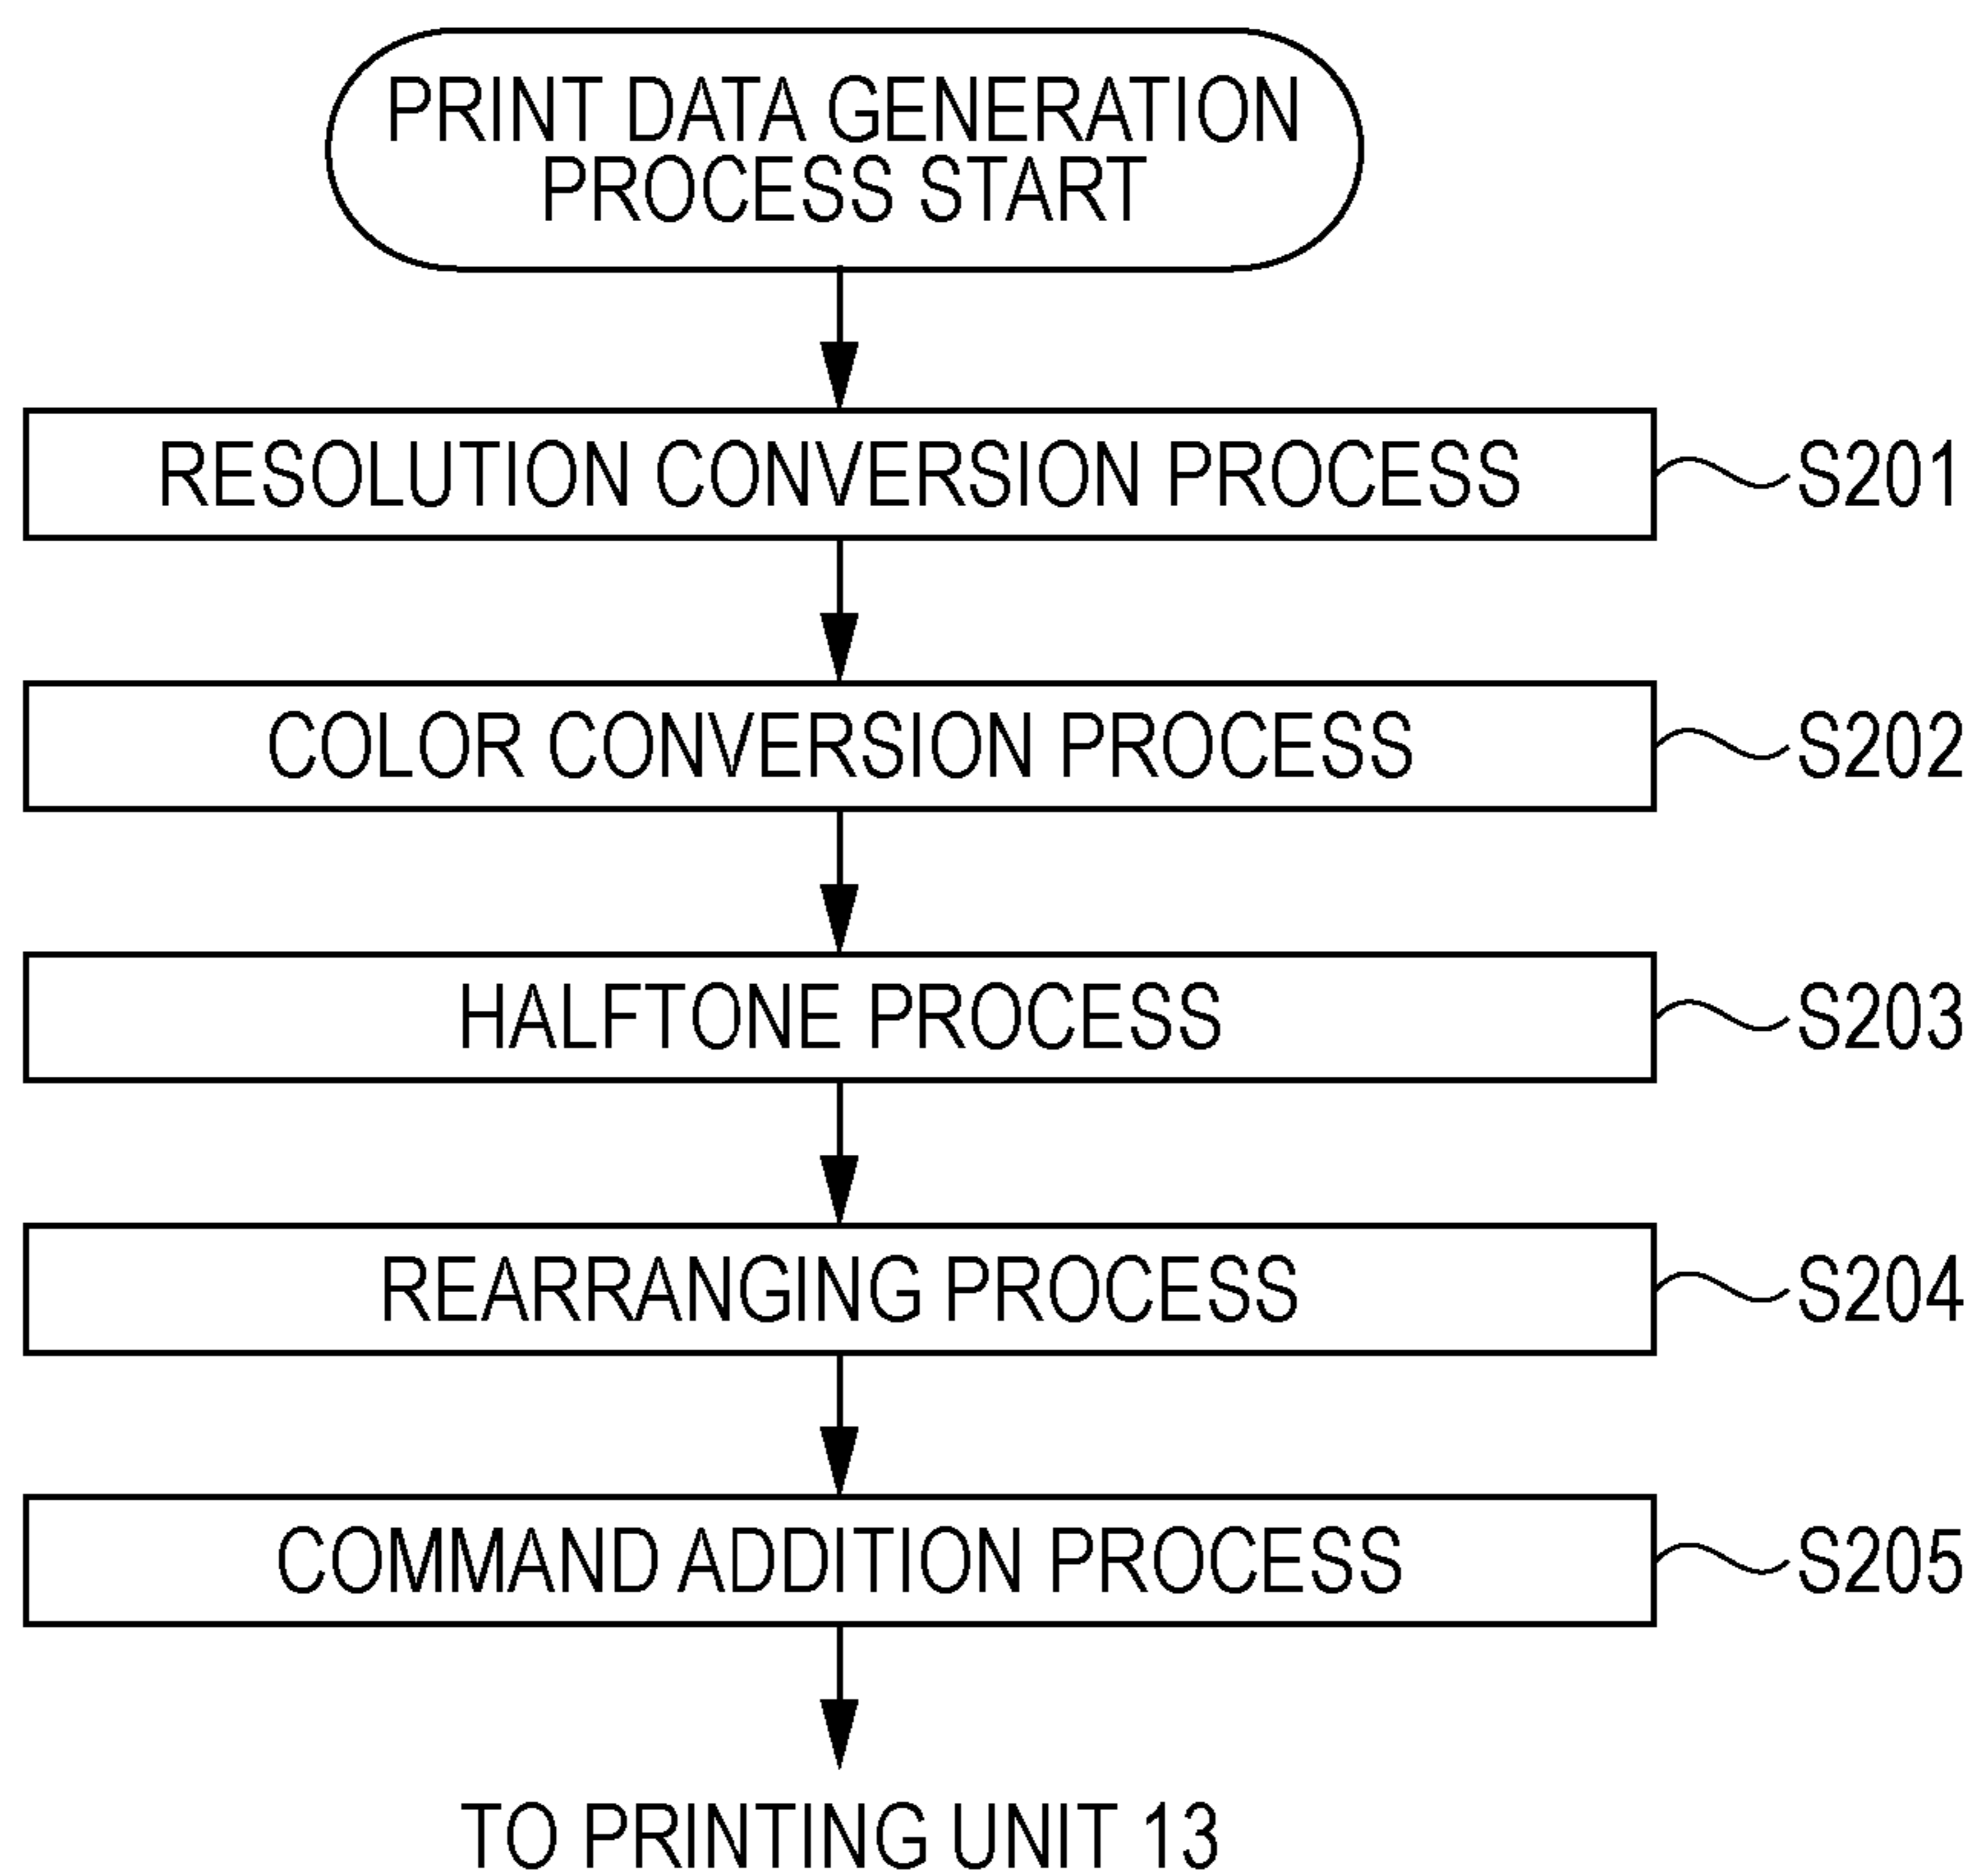 PRINT DATA GENERATION
PROCESS START
RESOLUTION CONVERSION PROCESS
S201
COLOR CONVERSION PROCESS
S202
HALFTONE PROCESS
S203
REARRANGING PROCESS
S204
COMMAND ADDITION PROCESS
S205
TO PRINTING UNIT 13